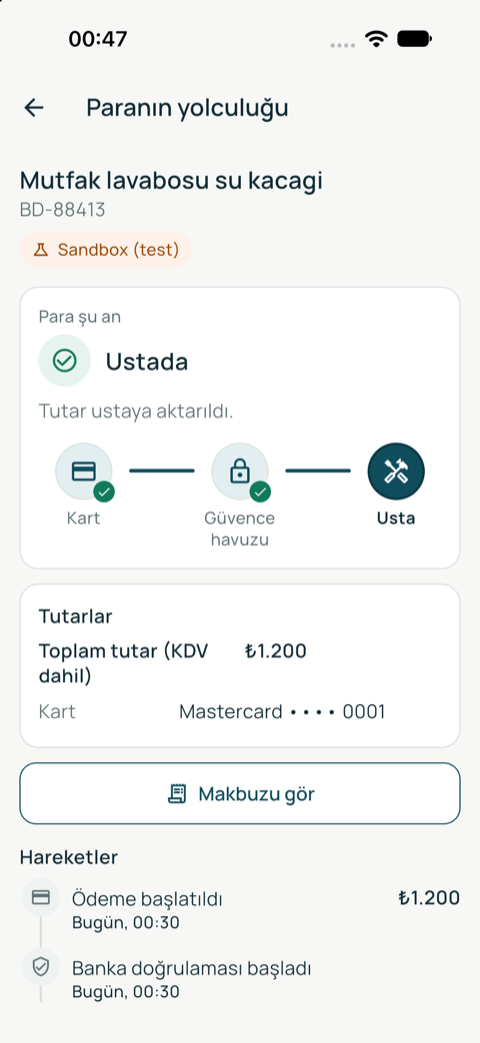 00:47
Paranın yolculuğu
Mutfak lavabosu su kacagi
BD-88413
Sandbox (test)
Para şu an
Ustada
Tutar ustaya aktarıldı.
Kart
Güvence
havuzu
Usta
Tutarlar
Toplam tutar (KDV
dahil)
₺1.200
Kart
Mastercard •••• 0001
Makbuzu gör
Hareketler
Ödeme başlatıldı
₺1.200
Bugün, 00:30
Banka doğrulaması başladı
Bugün, 00:30